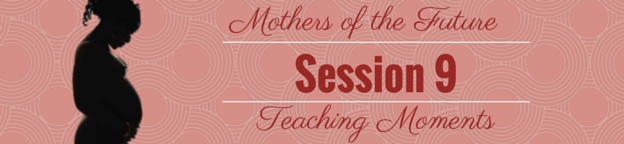 Mothers of the Future
Session 9
Teaching Moments